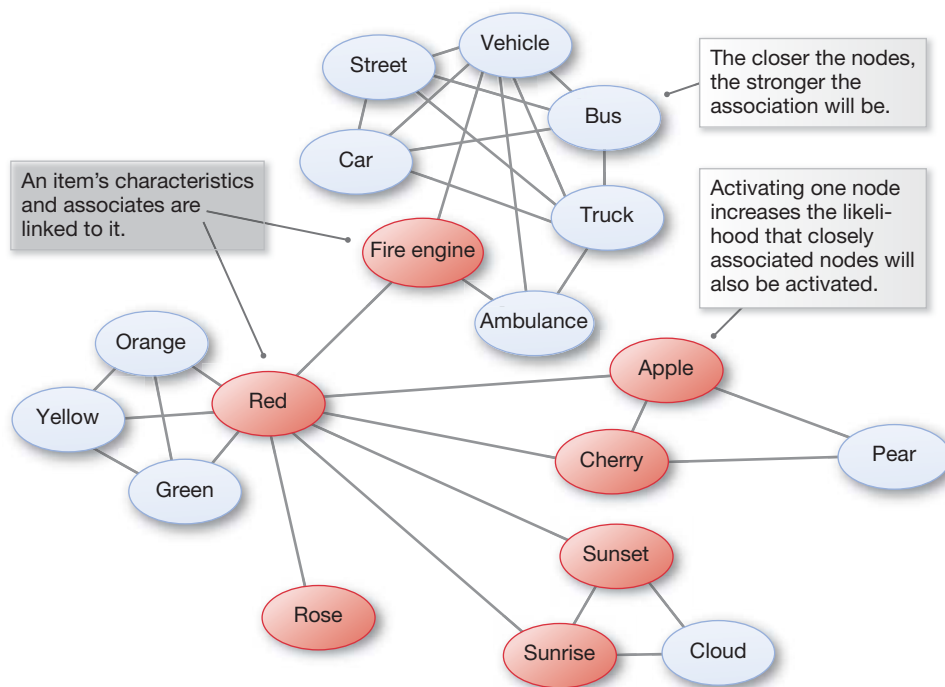 Vehicle
Street
The closer the nodes,
the stronger the
association will be.
Bus
Car
An item's characteristics
and associates are
linked to it.
Activating one node
increases the likeli-
hood that closely
associated nodes will
also be activated.
Truck
Fire engine
Ambulance
Orange
Apple
Red
Yellow
Cherry
Pear
Green
Sunset
Rose
Sunrise
Cloud